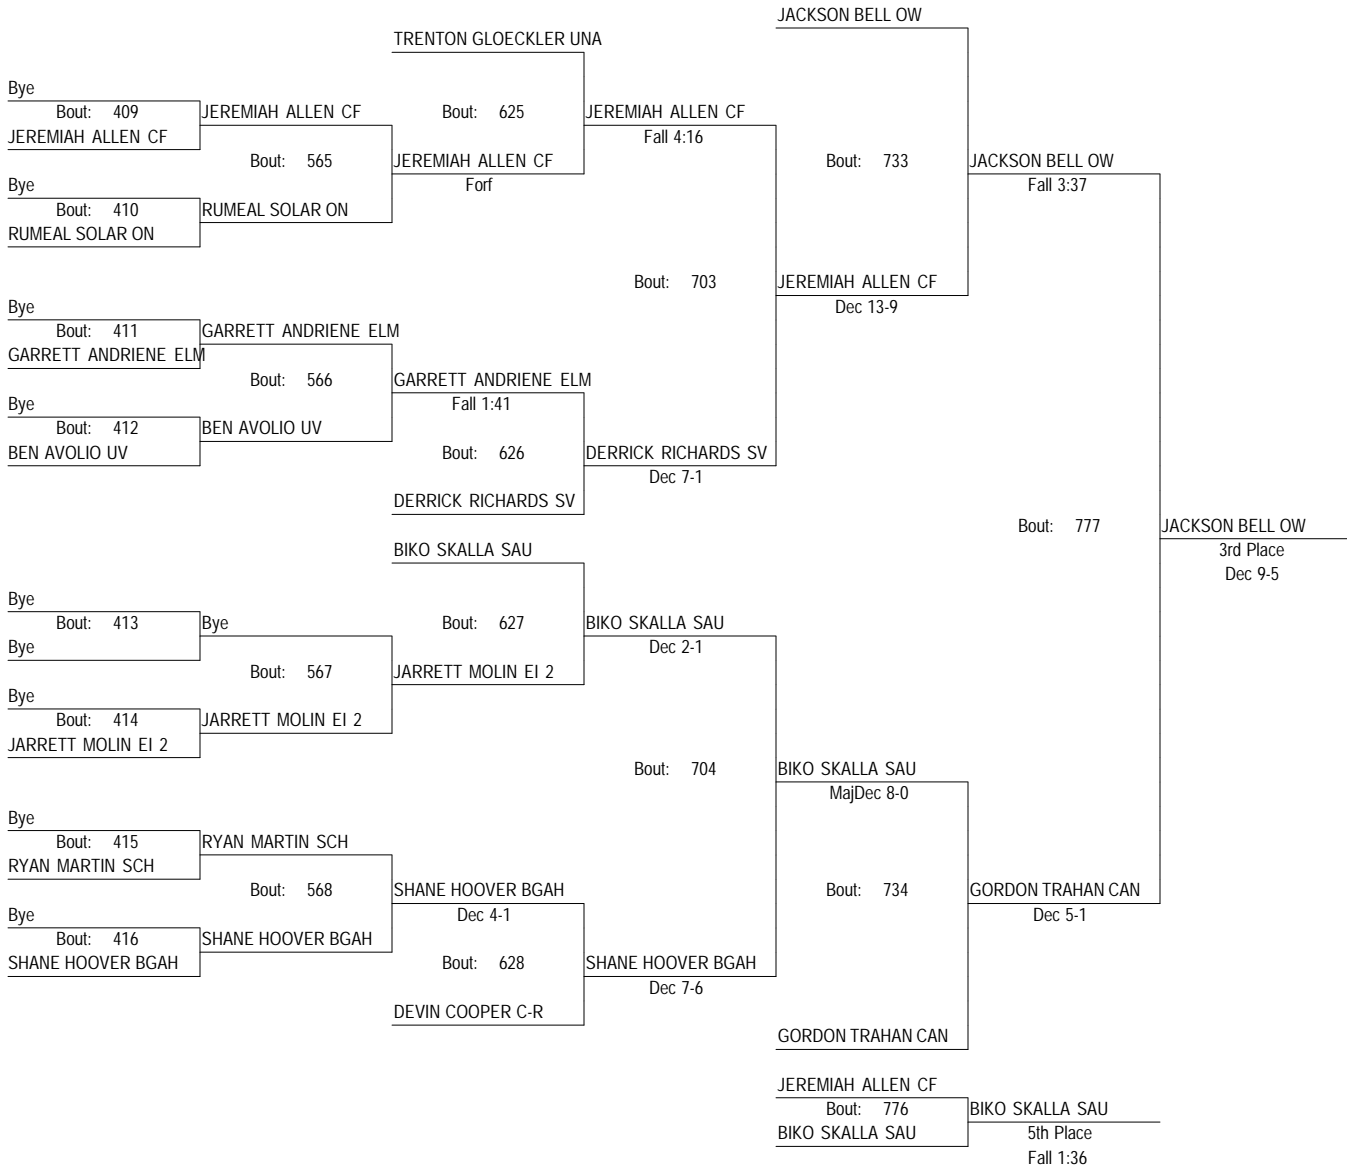 JACKSON BELL OW
TRENTON GLOECKLER UNA
Bye
Bout: 409
JEREMIAH ALLEN CF
JEREMIAH ALLEN CF
Bout: 625
JEREMIAH ALLEN CF
Fall 4:16
Bout: 565
JEREMIAH ALLEN CF
Forf
Bout: 733
JACKSON BELL OW
Fall 3:37
Bye
Bout: 410
RUMEAL SOLAR ON
RUMEAL SOLAR ON
Bout: 703
JEREMIAH ALLEN CF
Dec 13-9
Bye
Bout: 411
GARRETT ANDRIENE ELM
GARRETT ANDRIENE ELM
Bout: 566
GARRETT ANDRIENE ELM
Fall 1:41
Bye
Bout: 412
BEN AVOLIO UV
BEN AVOLIO UV
Bout: 626
DERRICK RICHARDS SV
Dec 7-1
DERRICK RICHARDS SV
Bout: 777
JACKSON BELL OW
3rd Place
Dec 9-5
BIKO SKALLA SAU
Bye
Bout: 413
Bye
Bye
Bout: 627
BIKO SKALLA SAU
Dec 2-1
Bout: 567
JARRETT MOLIN EI 2
Bye
Bout: 414
JARRETT MOLIN EI 2
JARRETT MOLIN EI 2
Bout: 704
BIKO SKALLA SAU
MajDec 8-0
Bye
Bout: 415
RYAN MARTIN SCH
RYAN MARTIN SCH
Bout: 568
SHANE HOOVER BGAH
Dec 4-1
Bout: 734
GORDON TRAHAN CAN
Dec 5-1
Bye
Bout: 416
SHANE HOOVER BGAH
SHANE HOOVER BGAH
Bout: 628
SHANE HOOVER BGAH
Dec 7-6
DEVIN COOPER C-R
GORDON TRAHAN CAN
JEREMIAH ALLEN CF
Bout: 776
BIKO SKALLA SAU
BIKO SKALLA SAU
5th Place
Fall 1:36